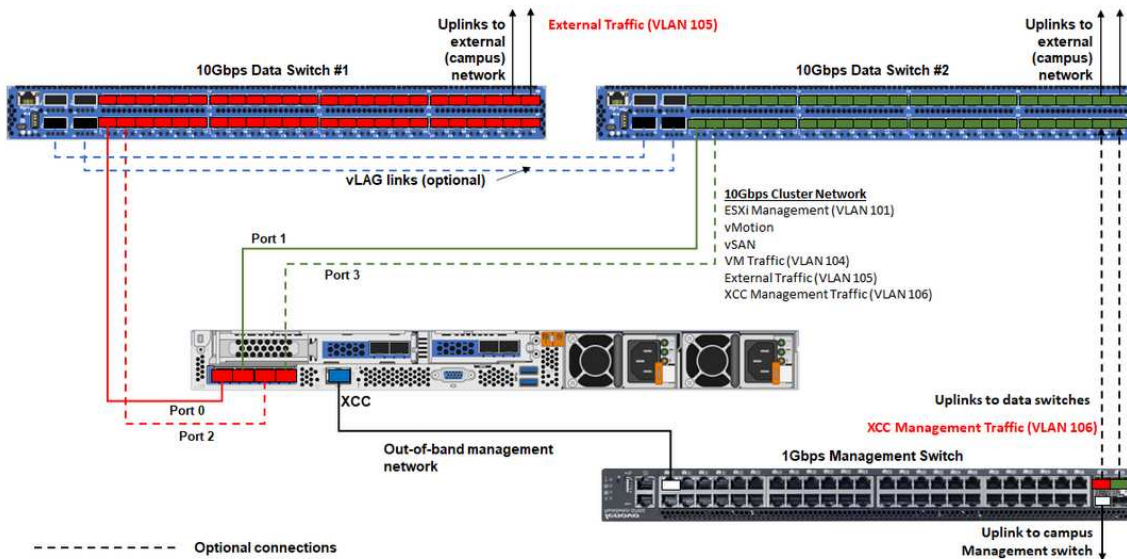 Uplinks to
external
(campus)
network
External Traffic (VLAN 105)
Uplinks to
external
(campus)
network
10Gbps Data Switch #1
10Gbps Data Switch #2
vLAG links (optional)
10Gbps Cluster Network
ESXi Management (VLAN 101)
vMotion
vSAN
VM Traffic (VLAN 104)
External Traffic (VLAN 105)
XCC Management Traffic (VLAN 106)
Port 1
Port 3
Port 0
Port 2
XCC
Out-of-band management
network
Uplinks to data switches
XCC Management Traffic (VLAN 106)
1Gbps Management Switch
Lenovo
Uplink to campus
Management switch
Optional connections